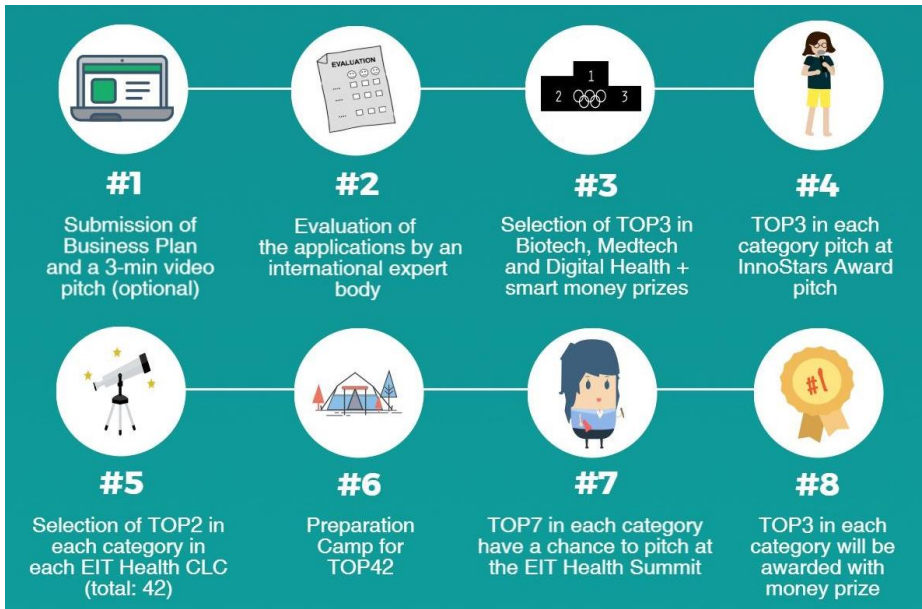 EVALUATION
1
2 3
#1
Submission of
Business Plan
and a 3-min video
pitch (optional)
#2
Evaluation of
the applications by an
international expert
body
#3
Selection of TOP3 in
Biotech, Medtech
and Digital Health +
smart money prizes
#4
TOP3 in each
category pitch at
InnoStars Award
pitch
#1
#5
Selection of TOP2 in
each category in
each EIT Health CLC
(total: 42)
#6
Preparation
Camp for
TOP42
#7
TOP7 in each category
have a chance to pitch at
the EIT Health Summit
#8
TOP3 in each
category will be
awarded with
money prize